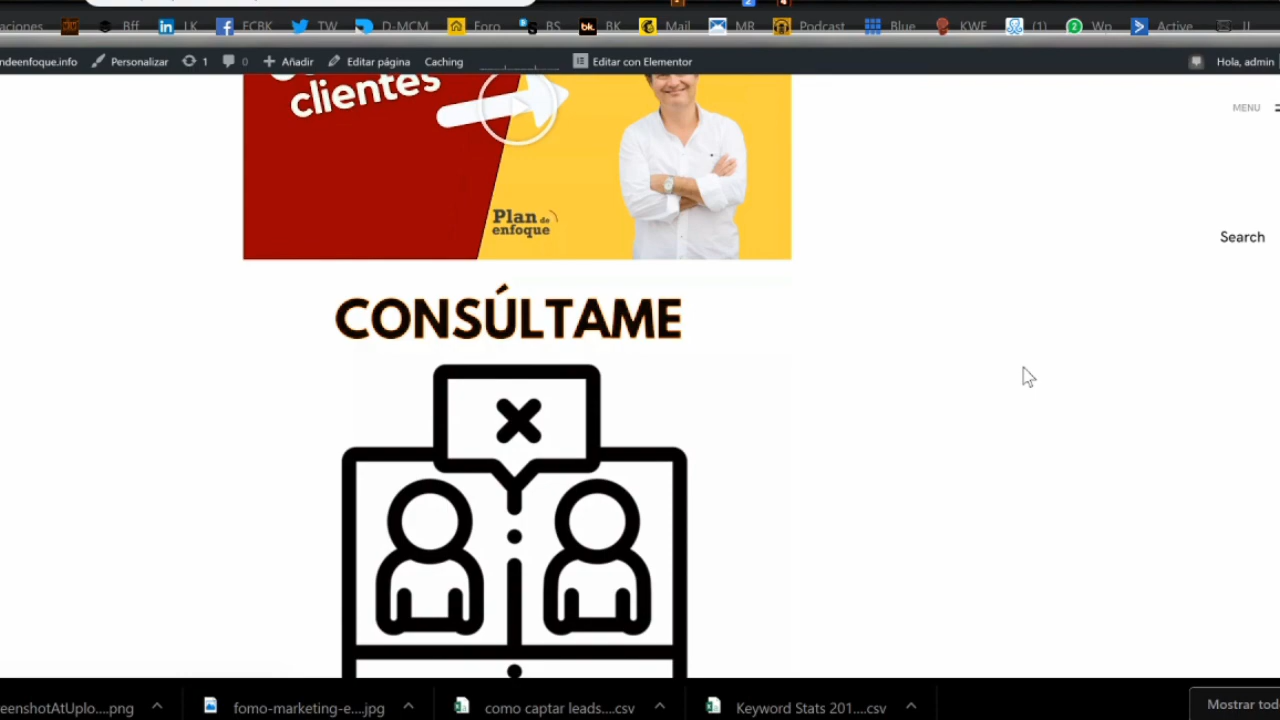 aciones Bff LK FCBK TW D-MCM Foro BS BK Mail MR Podcast Blue KWF (1) Wp Active
ndeenfoque.info Personalizar 1 0 Añadir Editar página Caching Editar con Elementor Hola, admin
clientes
MENU
Plan de
enfoque
Search
CONSÚLTAME
eenshotAtUplo....png fomo-marketing-e....jpg como captar leads....csv Keyword Stats 201....csv Mostrar tod